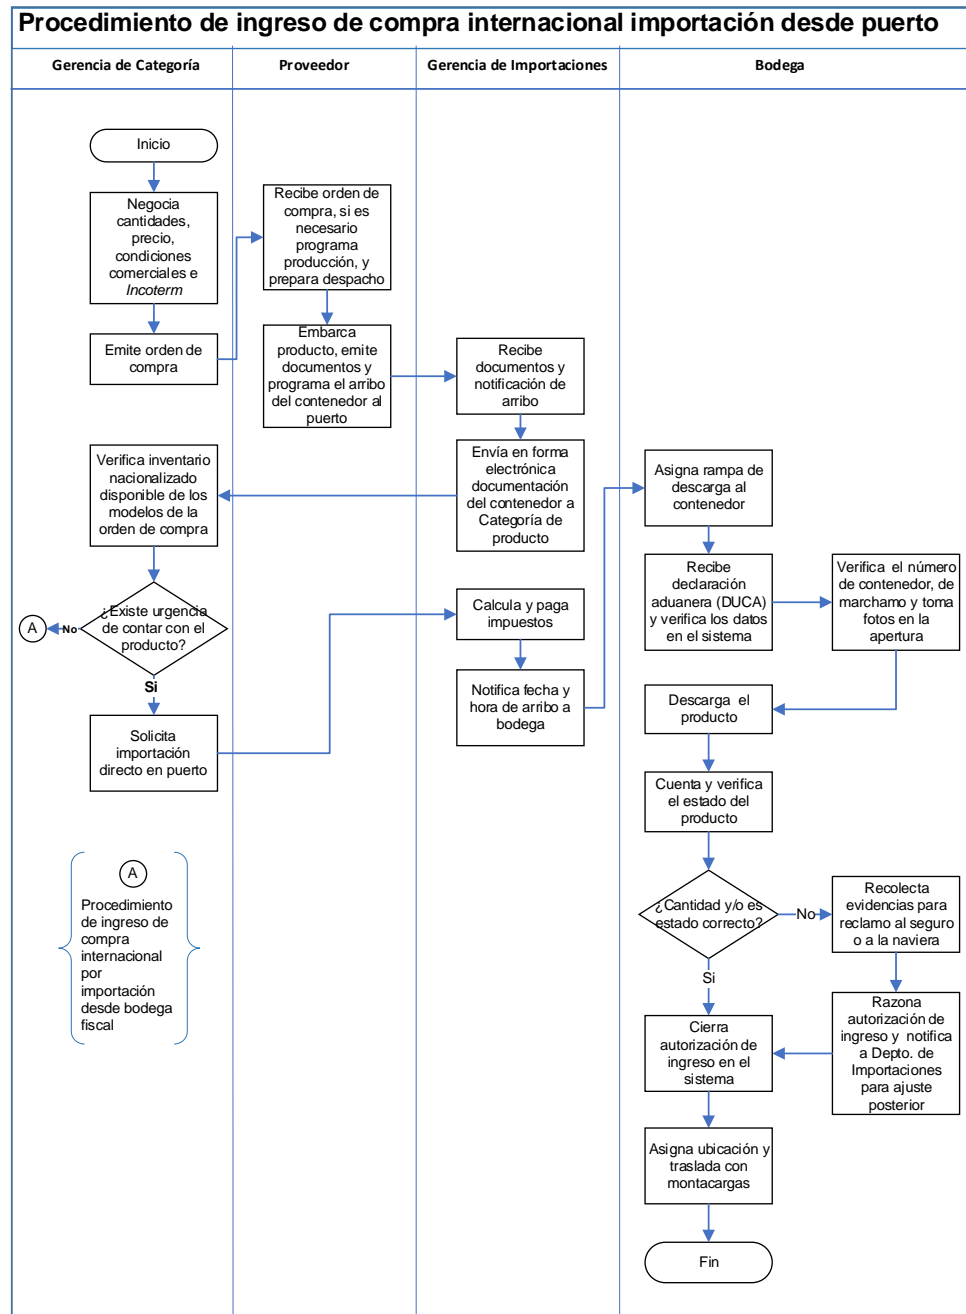 Procedimiento de ingreso de compra internacional importación desde puerto
Gerencia de Categoría
Proveedor
Gerencia de Importaciones
Bodega
Inicio
Negocia
cantidades,
precio,
condiciones
comerciales e
Incoterm
Emite orden de
compra
Recibe orden de
compra, si es
necesario
programa
producción, y
prepara despacho
Embarca
producto, emite
documentos y
programa el arribo
del contenedor al
puerto
Recibe
documentos y
notificación de
arribo
Envía en forma
electrónica
documentación
del contenedor a
Categoría de
producto
Verifica inventario
nacionalizado
disponible de los
modelos de la
orden de compra
¿Existe urgencia
de contar con el
producto?
No
A
Si
Solicita
importación
directo en puerto
Calcula y paga
impuestos
Notifica fecha y
hora de arribo a
bodega
Asigna rampa de
descarga al
contenedor
Recibe
declaración
aduanera (DUCA)
y verifica los datos
en el sistema
Verifica el número
de contenedor, de
marchamo y toma
fotos en la
apertura
Descarga el
producto
Cuenta y verifica
el estado del
producto
¿Cantidad y/o es
estado correcto?
No
Recolecta
evidencias para
reclamo al seguro
o a la naviera
Si
Razona
autorización de
ingreso y notifica
a Depto. de
Importaciones
para ajuste
posterior
Cierra
autorización de
ingreso en el
sistema
Asigna ubicación y
traslada con
montacargas
Fin
A
Procedimiento
de ingreso de
compra
internacional
por
importación
desde bodega
fiscal